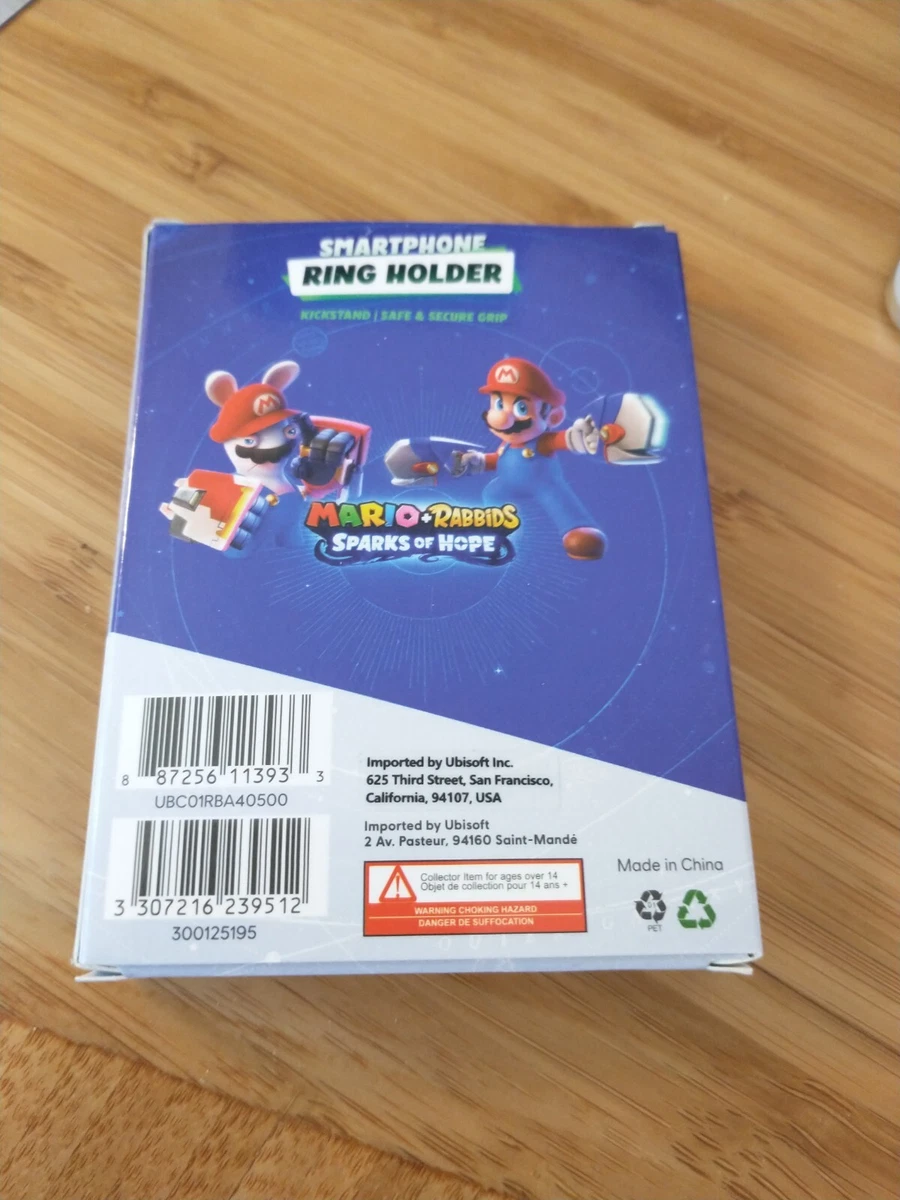 SMARTPHONE
RING HOLDER
KICKSTAND | SAFE & SECURE GRIP
M
M
MARIO + RABBIDS
SPARKS OF HOPE
8 87256 11393 3
UBC01RBA40500
3 307216 239512
300125195
Imported by Ubisoft Inc.
625 Third Street, San Francisco,
California, 94107, USA
Imported by Ubisoft
2 Av. Pasteur, 94160 Saint-Mandé
Collector Item for ages over 14
Objet de collection pour 14 ans +
WARNING CHOKING HAZARD
DANGER DE SUFFOCATION
Made in China
PET